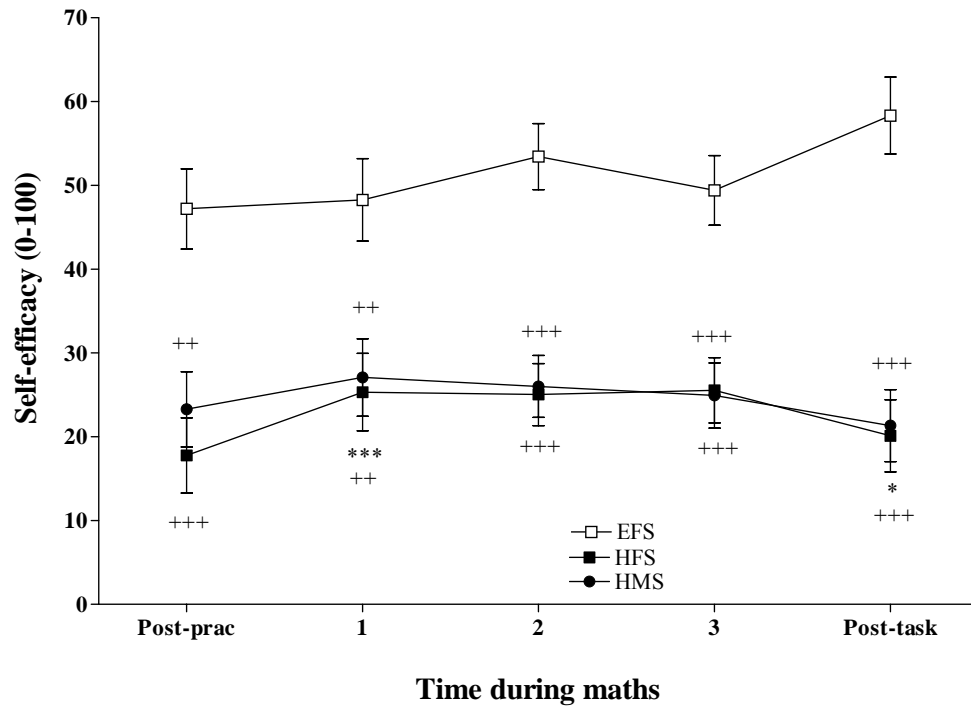 70
60
50
40
30
20
10
0
Self-efficacy (0-100)
++ ++ +++ +++ +++
+++ *** +++ +++ *
++ +++
EFS
HFS
HMS
Post-prac 1 2 3 Post-task
Time during maths